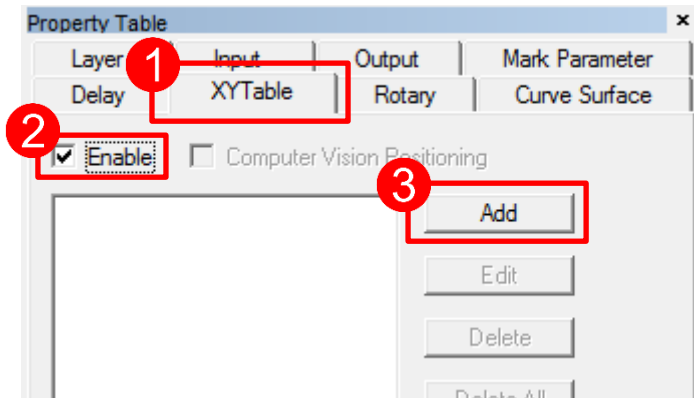 Property Table ×
Layer Input Output Mark Parameter
1
Delay XYTable Rotary Curve Surface
2
Enable Computer Vision Positioning
3
Add
Edit
Delete
Delete All